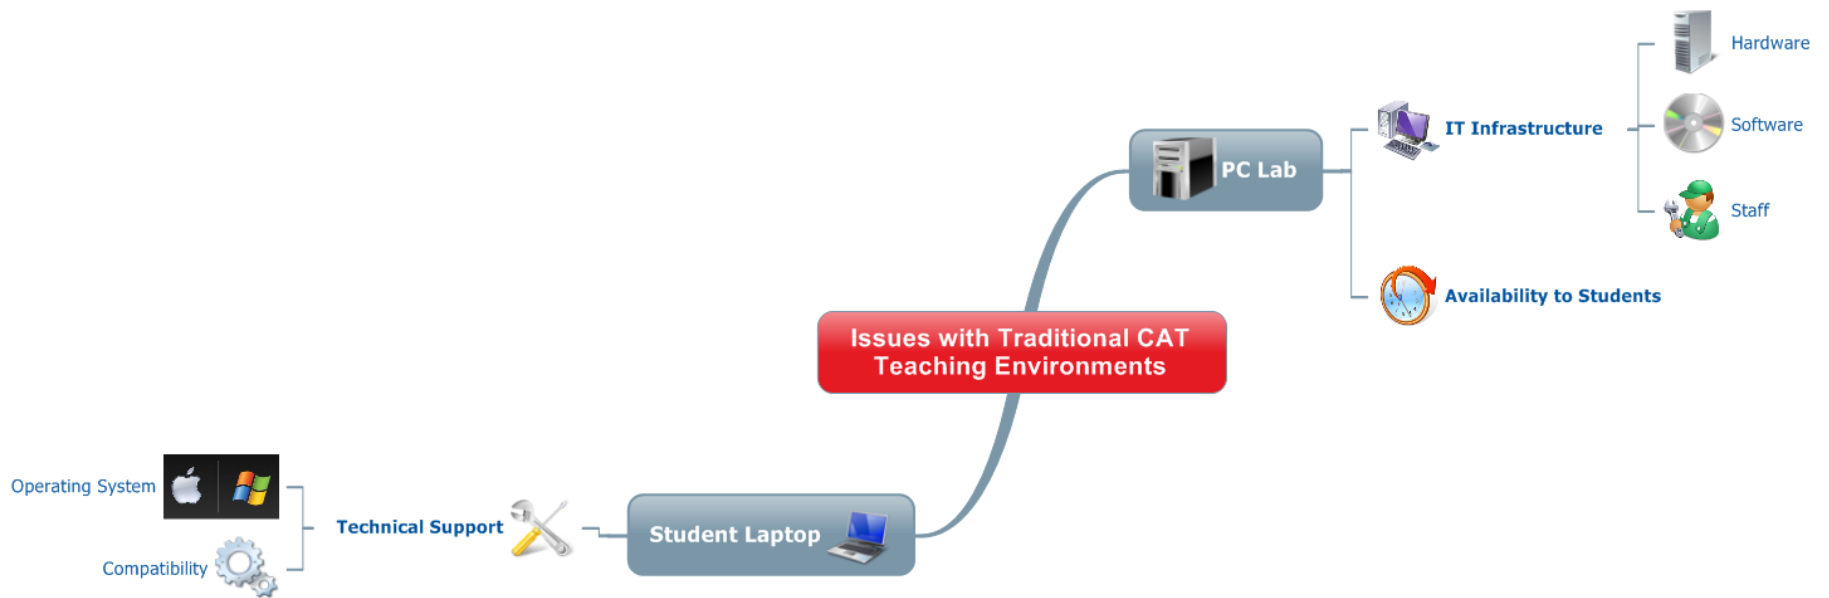 Hardware
Software
Staff
IT Infrastructure
PC Lab
Availability to Students
Issues with Traditional CAT
Teaching Environments
Student Laptop
Technical Support
Operating System
Compatibility